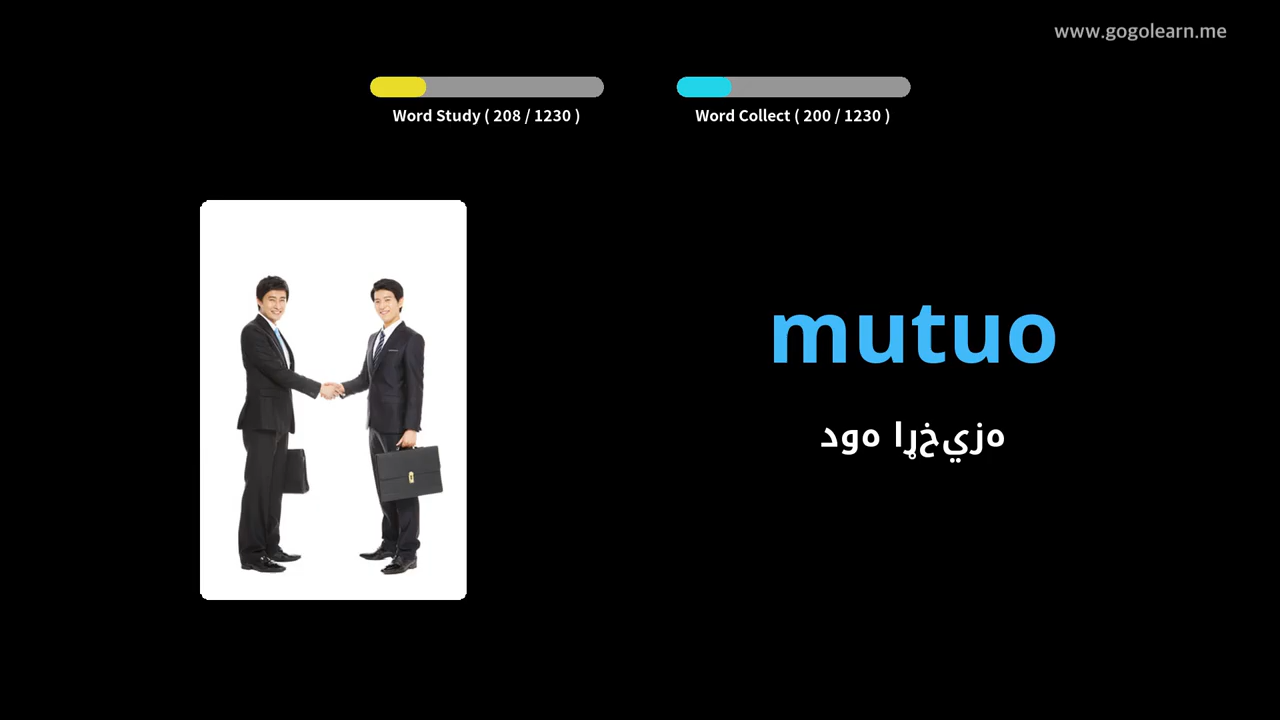 www.gogolearn.me
Word Study ( 208 / 1230 )
Word Collect ( 200 / 1230 )
mutuo
دوه اړخيزه